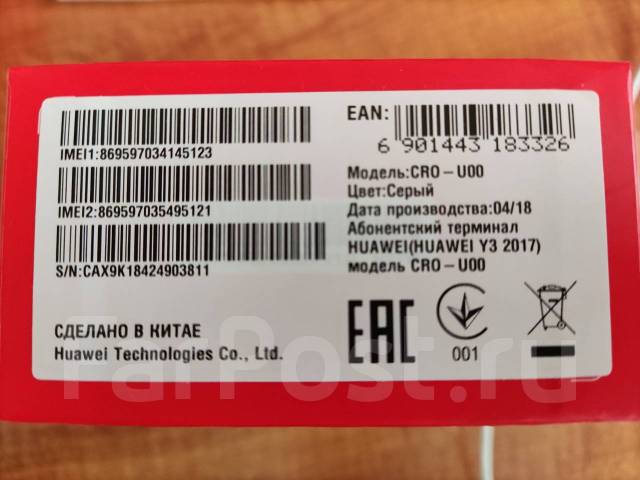 IMEI1:869597034145123
IMEI2:869597035495121
S/N:CAX9K18424903811
СДЕЛАНО В КИТАЕ
Huawei Technologies Co., Ltd.
EAN:
6 901443 183326
Модель:CRO – U00
Цвет:Серый
Дата производства:04/18
Абонентский терминал
HUAWEI(HUAWEI Y3 2017)
модель CRO – U00
EAC
001
FarPost.ru